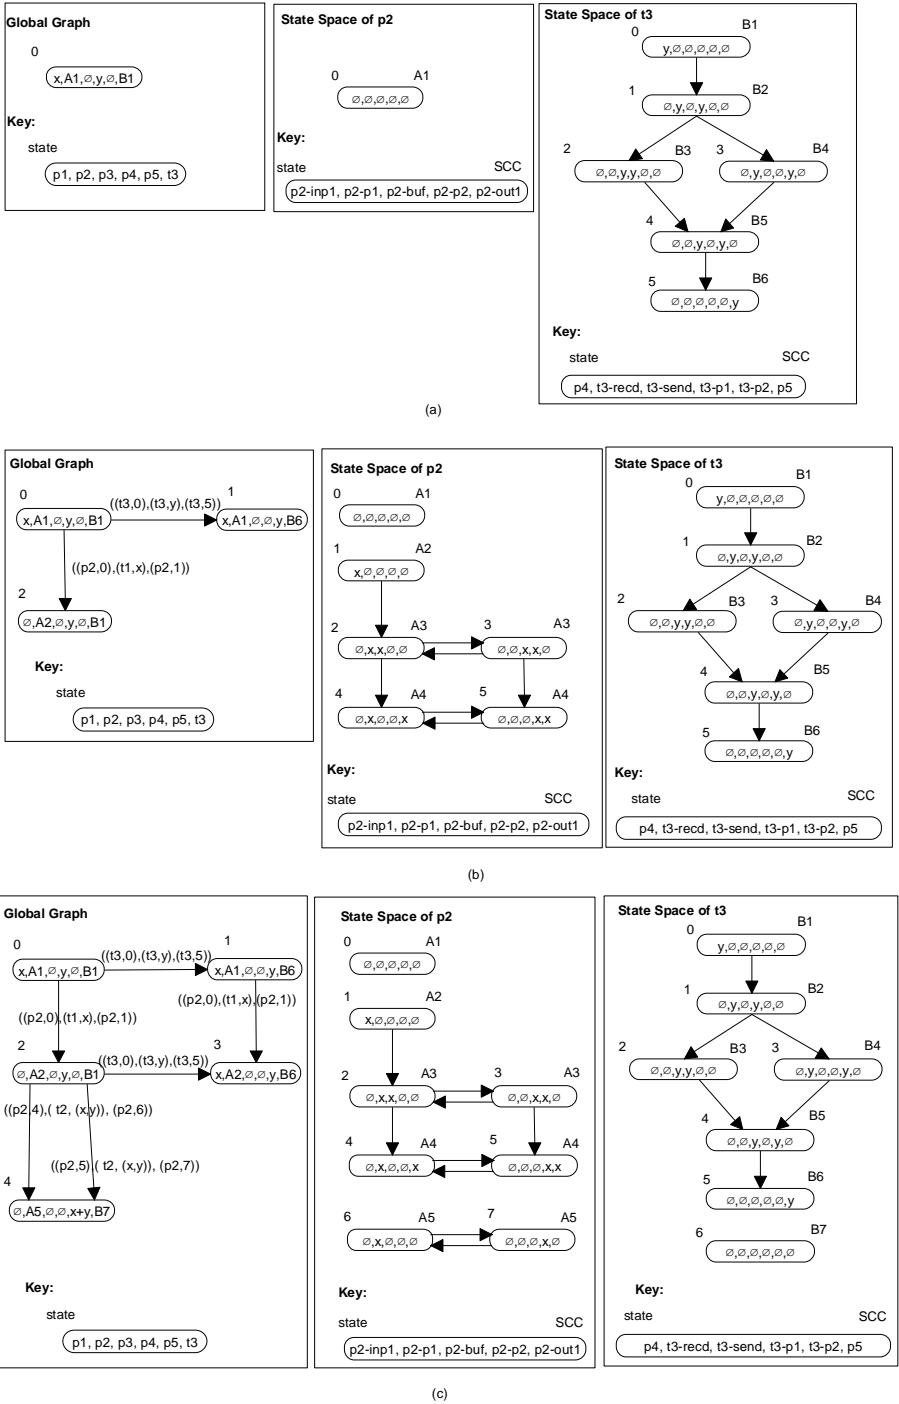 Global Graph
0
x,A1,∅,y,∅,B1
Key:
state
p1, p2, p3, p4, p5, t3
State Space of p2
0 A1
∅,∅,∅,∅,∅
Key:
state SCC
p2-inp1, p2-p1, p2-buf, p2-p2, p2-out1
State Space of t3
0 B1
y,∅,∅,∅,∅,∅
1 B2
∅,y,∅,y,∅,∅
2 B3 3 B4
∅,∅,y,y,∅,∅ ∅,y,∅,∅,y,∅
4 B5
∅,∅,y,∅,y,∅
5 B6
∅,∅,∅,∅,∅,y
Key:
state SCC
p4, t3-recd, t3-send, t3-p1, t3-p2, p5
(a)
Global Graph
0 1
x,A1,∅,y,∅,B1 ((t3,0),(t3,y),(t3,5)) x,A1,∅,∅,y,B6
((p2,0),(t1,x),(p2,1))
2
∅,A2,∅,y,∅,B1
Key:
state
p1, p2, p3, p4, p5, t3
State Space of p2
0 A1
∅,∅,∅,∅,∅
1 A2
x,∅,∅,∅,∅
2 A3 3 A3
∅,x,x,∅,∅ ∅,∅,x,x,∅
4 A4 5 A4
∅,x,∅,∅,x ∅,∅,∅,x,x
Key:
state SCC
p2-inp1, p2-p1, p2-buf, p2-p2, p2-out1
State Space of t3
0 B1
y,∅,∅,∅,∅,∅
1 B2
∅,y,∅,y,∅,∅
2 B3 3 B4
∅,∅,y,y,∅,∅ ∅,y,∅,∅,y,∅
4 B5
∅,∅,y,∅,y,∅
5 B6
∅,∅,∅,∅,∅,y
Key:
state SCC
p4, t3-recd, t3-send, t3-p1, t3-p2, p5
(b)
Global Graph
0 1
x,A1,∅,y,∅,B1 ((t3,0),(t3,y),(t3,5)) x,A1,∅,∅,y,B6
((p2,0),(t1,x),(p2,1)) ((p2,0),(t1,x),(p2,1))
2 3
∅,A2,∅,y,∅,B1 ((t3,0),(t3,y),(t3,5)) x,A2,∅,∅,y,B6
((p2,4),( t2, (x,y)), (p2,6))
((p2,5),( t2, (x,y)), (p2,7))
4
∅,A5,∅,∅,x+y,B7
Key:
state
p1, p2, p3, p4, p5, t3
State Space of p2
0 A1
∅,∅,∅,∅,∅
1 A2
x,∅,∅,∅,∅
2 A3 3 A3
∅,x,x,∅,∅ ∅,∅,x,x,∅
4 A4 5 A4
∅,x,∅,∅,x ∅,∅,∅,x,x
6 A5 7 A5
∅,x,∅,∅,∅ ∅,∅,∅,x,∅
Key:
state SCC
p2-inp1, p2-p1, p2-buf, p2-p2, p2-out1
State Space of t3
0 B1
y,∅,∅,∅,∅,∅
1 B2
∅,y,∅,y,∅,∅
2 B3 3 B4
∅,∅,y,y,∅,∅ ∅,y,∅,∅,y,∅
4 B5
∅,∅,y,∅,y,∅
5 B6
∅,∅,∅,∅,∅,y
6 B7
∅,∅,∅,∅,∅,∅
Key:
state SCC
p4, t3-recd, t3-send, t3-p1, t3-p2, p5
(c)